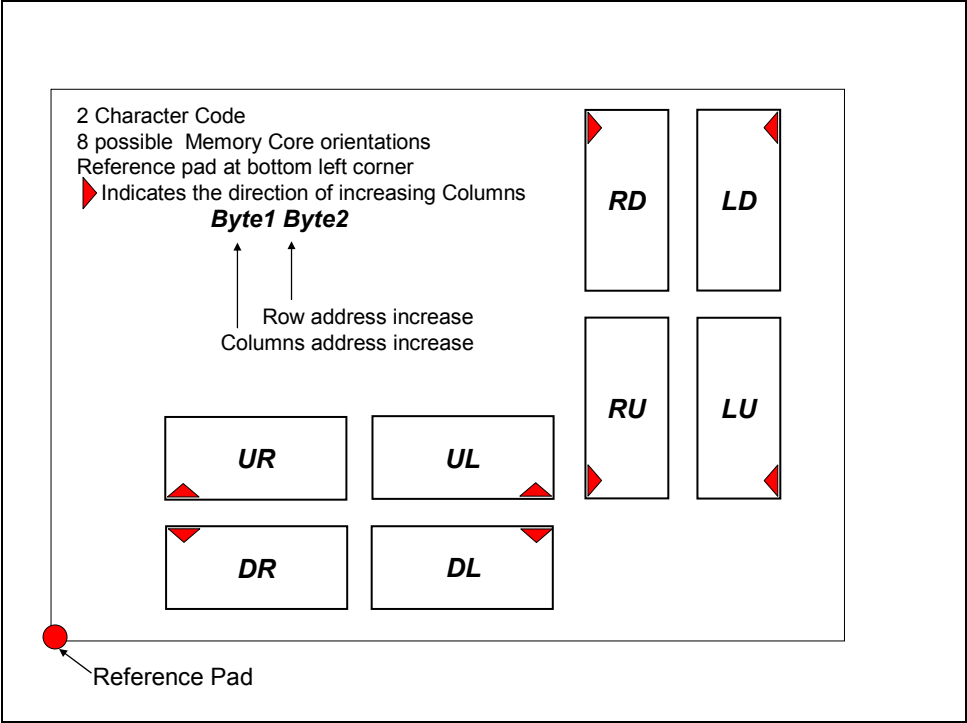 2 Character Code
8 possible Memory Core orientations
Reference pad at bottom left corner
Indicates the direction of increasing Columns
Byte1 Byte2
Row address increase
Columns address increase
RD
LD
RU
LU
UR
UL
DR
DL
Reference Pad